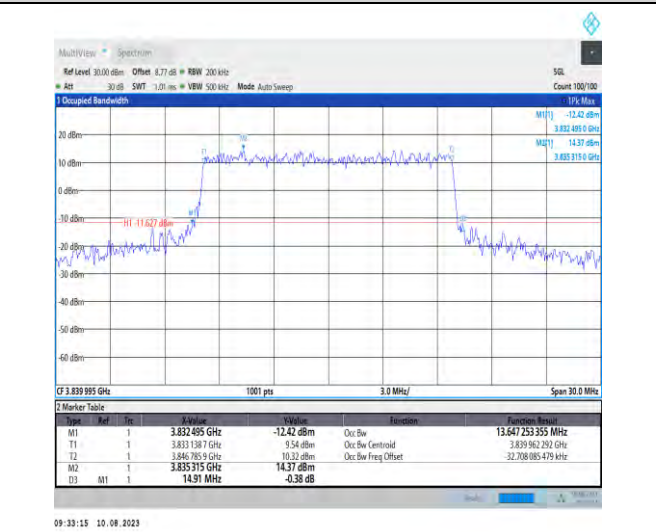 MultiView Spectrum
Ref Level 30.00 dBm Offset 8.77 dB RBW 200 kHz SGL
Att 30 dB SWT 1.01 ms VBW 500 kHz Mode Auto Sweep Count 100/100
1 Occupied Bandwidth 1Pk Max
M1[1] -12.42 dBm
3.832 495 0 GHz
M2[1] 14.37 dBm
3.835 315 0 GHz
20 dBm
M2
T1
T2
10 dBm
0 dBm
-10 dBm
M1
H1 -11.627 dBm
-20 dBm
-30 dBm
-40 dBm
-50 dBm
-60 dBm
CF 3.839 995 GHz 1001 pts 3.0 MHz/ Span 30.0 MHz
2 Marker Table
Type Ref Trc X-Value Y-Value Function Function Result
M1 1 3.832 495 GHz -12.42 dBm Occ Bw 13.647 253 355 MHz
T1 1 3.833 138 7 GHz 9.54 dBm Occ Bw Centroid 3.839 962 292 GHz
T2 1 3.846 785 9 GHz 10.32 dBm Occ Bw Freq Offset -32.708 085 479 kHz
M2 1 3.835 315 GHz 14.37 dBm
D3 M1 1 14.91 MHz -0.38 dB
09:33:15 10.08.2023